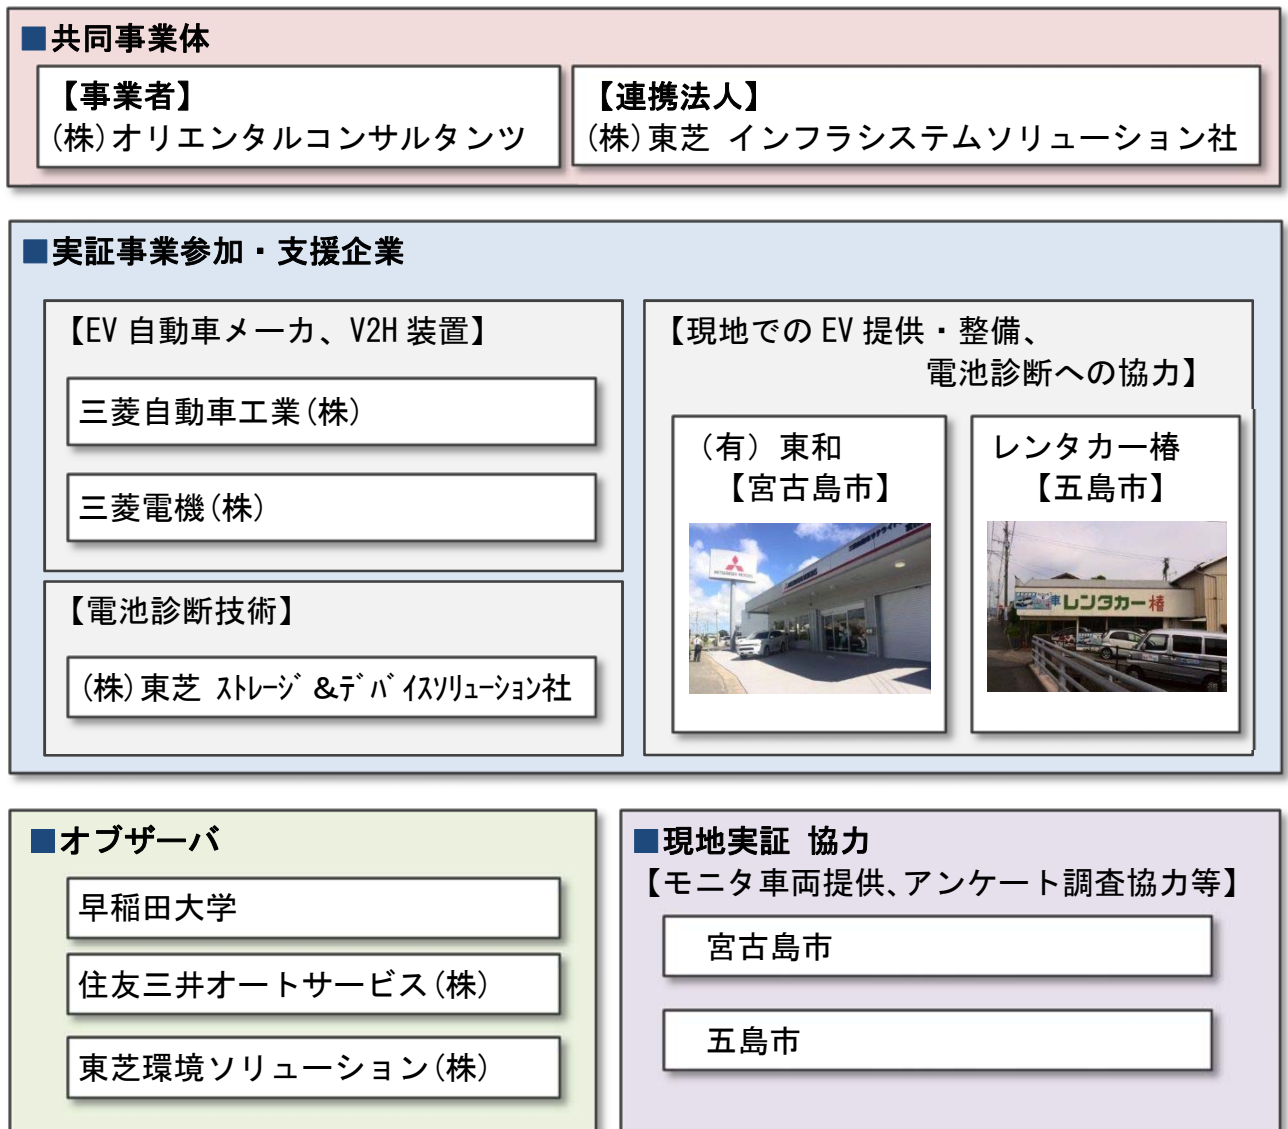 ■共同事業体
【事業者】
(株)オリエンタルコンサルタンツ
【連携法人】
(株)東芝 インフラシステムソリューション社
■実証事業参加・支援企業
【EV自動車メーカ、V2H装置】
三菱自動車工業(株)
三菱電機(株)
【電池診断技術】
(株)東芝 ｽﾄﾚｰｼﾞ&ﾃﾞﾊﾞｲｽｿﾘｭｰｼｮﾝ社
【現地でのEV提供・整備、
電池診断への協力】
(有)東和
【宮古島市】
MITSUBISHI MOTORS
レンタカー椿
【五島市】
車レンタカー椿
■オブザーバ
早稲田大学
住友三井オートサービス(株)
東芝環境ソリューション(株)
■現地実証 協力
【モニタ車両提供、アンケート調査協力等】
宮古島市
五島市